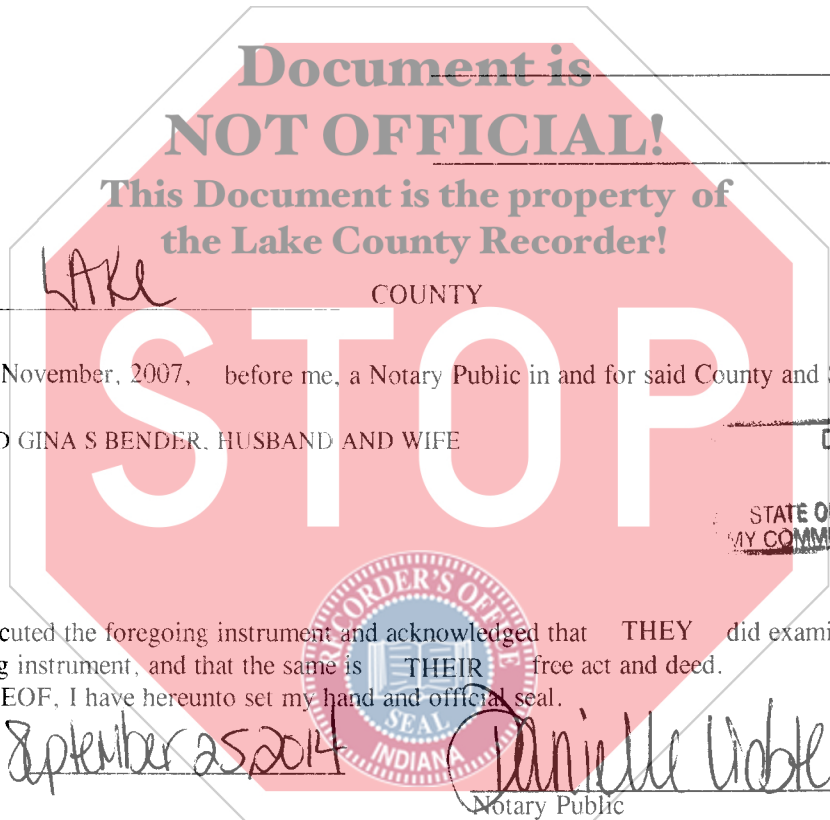 Document is
NOT OFFICIAL!
This Document is the property of
the Lake County Recorder!
LAKE COUNTY
STOP
November, 2007, before me, a Notary Public in and for said County and
GINA S BENDER, HUSBAND AND WIFE
STATE O
MY COMM
RECORDER'S OFFICE
SEAL
INDIANA
cuted the foregoing instrument and acknowledged that THEY did exami
g instrument, and that the same is THEIR free act and deed.
EOF, I have hereunto set my hand and official seal.
September 25 2014 Danielle
Notary Public